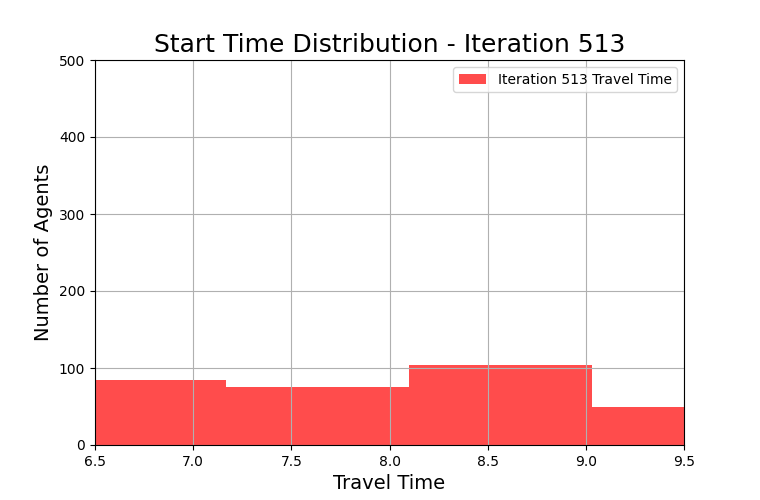 Start Time Distribution - Iteration 513
500
Iteration 513 Travel Time
400
300
200
100
0
Number of Agents
6.5 7.0 7.5 8.0 8.5 9.0 9.5
Travel Time